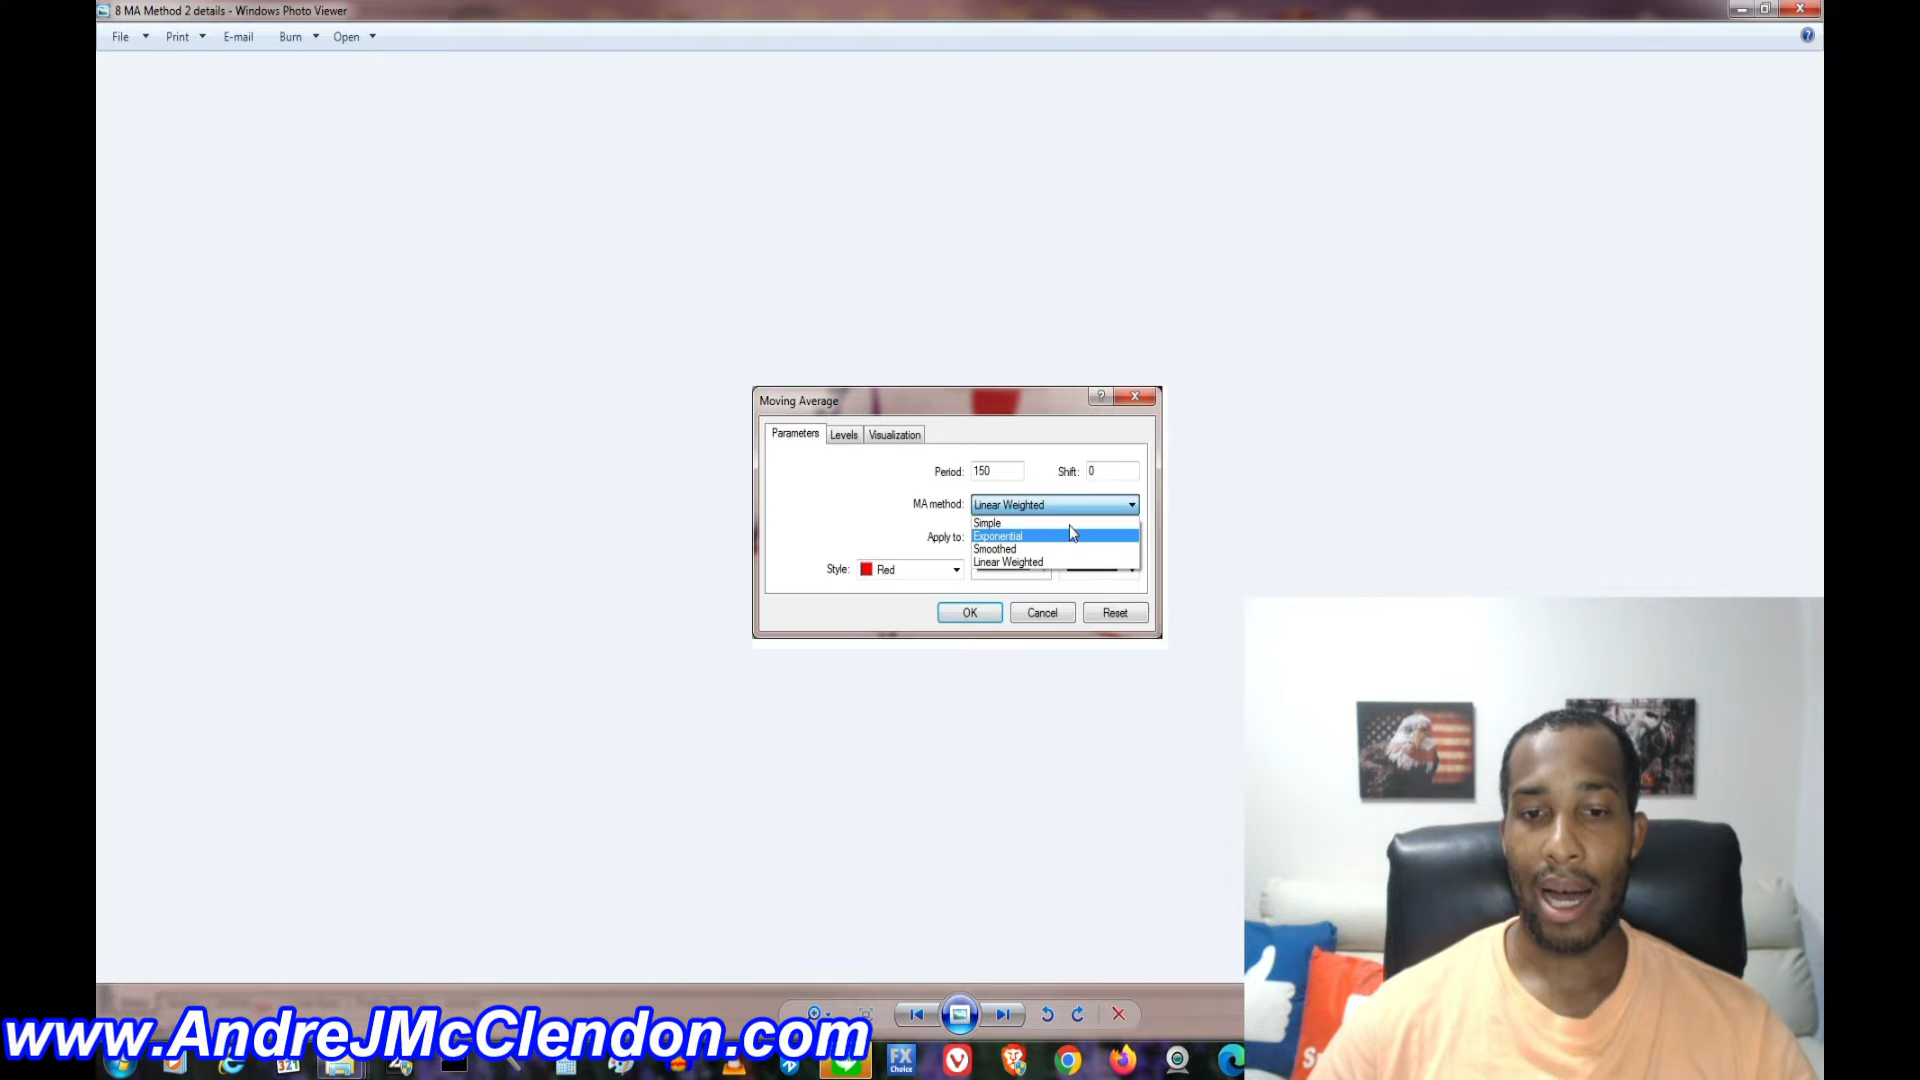 8 MA Method 2 details - Windows Photo Viewer
File Print E-mail Burn Open
Moving Average
Parameters Levels Visualization
Period: 150 Shift: 0
MA method: Linear Weighted
Simple
Exponential
Apply to:
Smoothed
Linear Weighted
Style: Red
OK Cancel Reset
www.AndreJMcClendon.com
321
FX
Choice